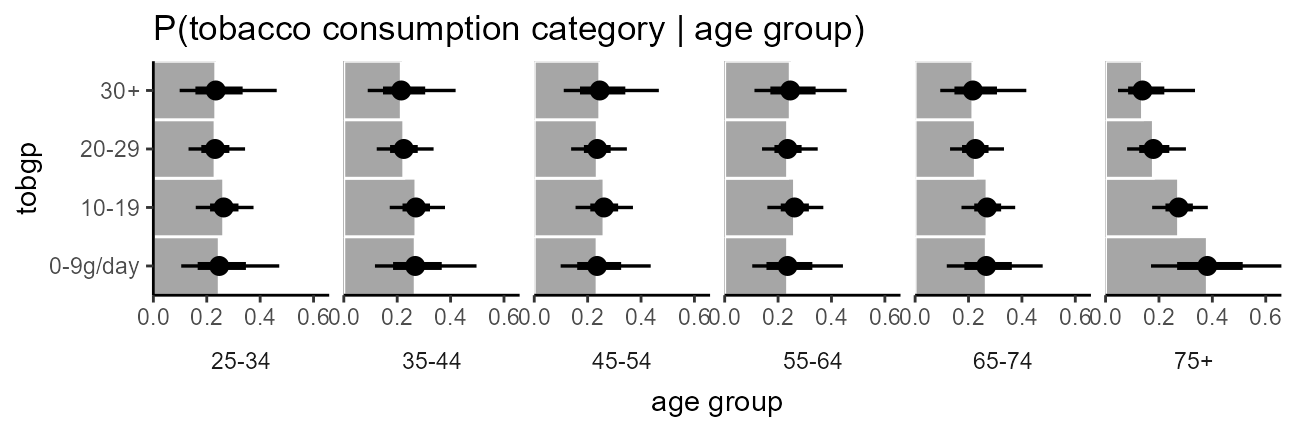 P(tobacco consumption category | age group)
tobgp
30+
20-29
10-19
0-9g/day
0.0 0.2 0.4 0.6 0.0 0.2 0.4 0.6 0.0 0.2 0.4 0.6 0.0 0.2 0.4 0.6 0.0 0.2 0.4 0.6 0.0 0.2 0.4 0.6
25-34 35-44 45-54 55-64 65-74 75+
age group